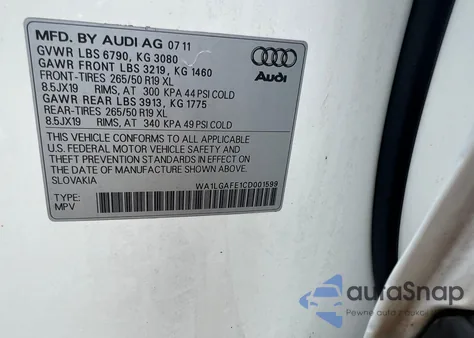 MFD. BY AUDI AG 07 11
GVWR LBS 6790, KG 3080
GAWR FRONT LBS 3219, KG 1460
FRONT-TIRES 265/50 R19 XL
8.5JX19 RIMS, AT 300 KPA 44 PSI COLD
GAWR REAR LBS 3913, KG 1775
REAR-TIRES 265/50 R19 XL
8.5JX19 RIMS, AT 340 KPA 49 PSI COLD
Audi
THIS VEHICLE CONFORMS TO ALL APPLICABLE
U.S. FEDERAL MOTOR VEHICLE SAFETY AND
THEFT PREVENTION STANDARDS IN EFFECT ON
THE DATE OF MANUFACTURE SHOWN ABOVE.
SLOVAKIA
WA1LGAFE1CD001599
TYPE:
MPV
autoSnap
Pewne auto z aukcji